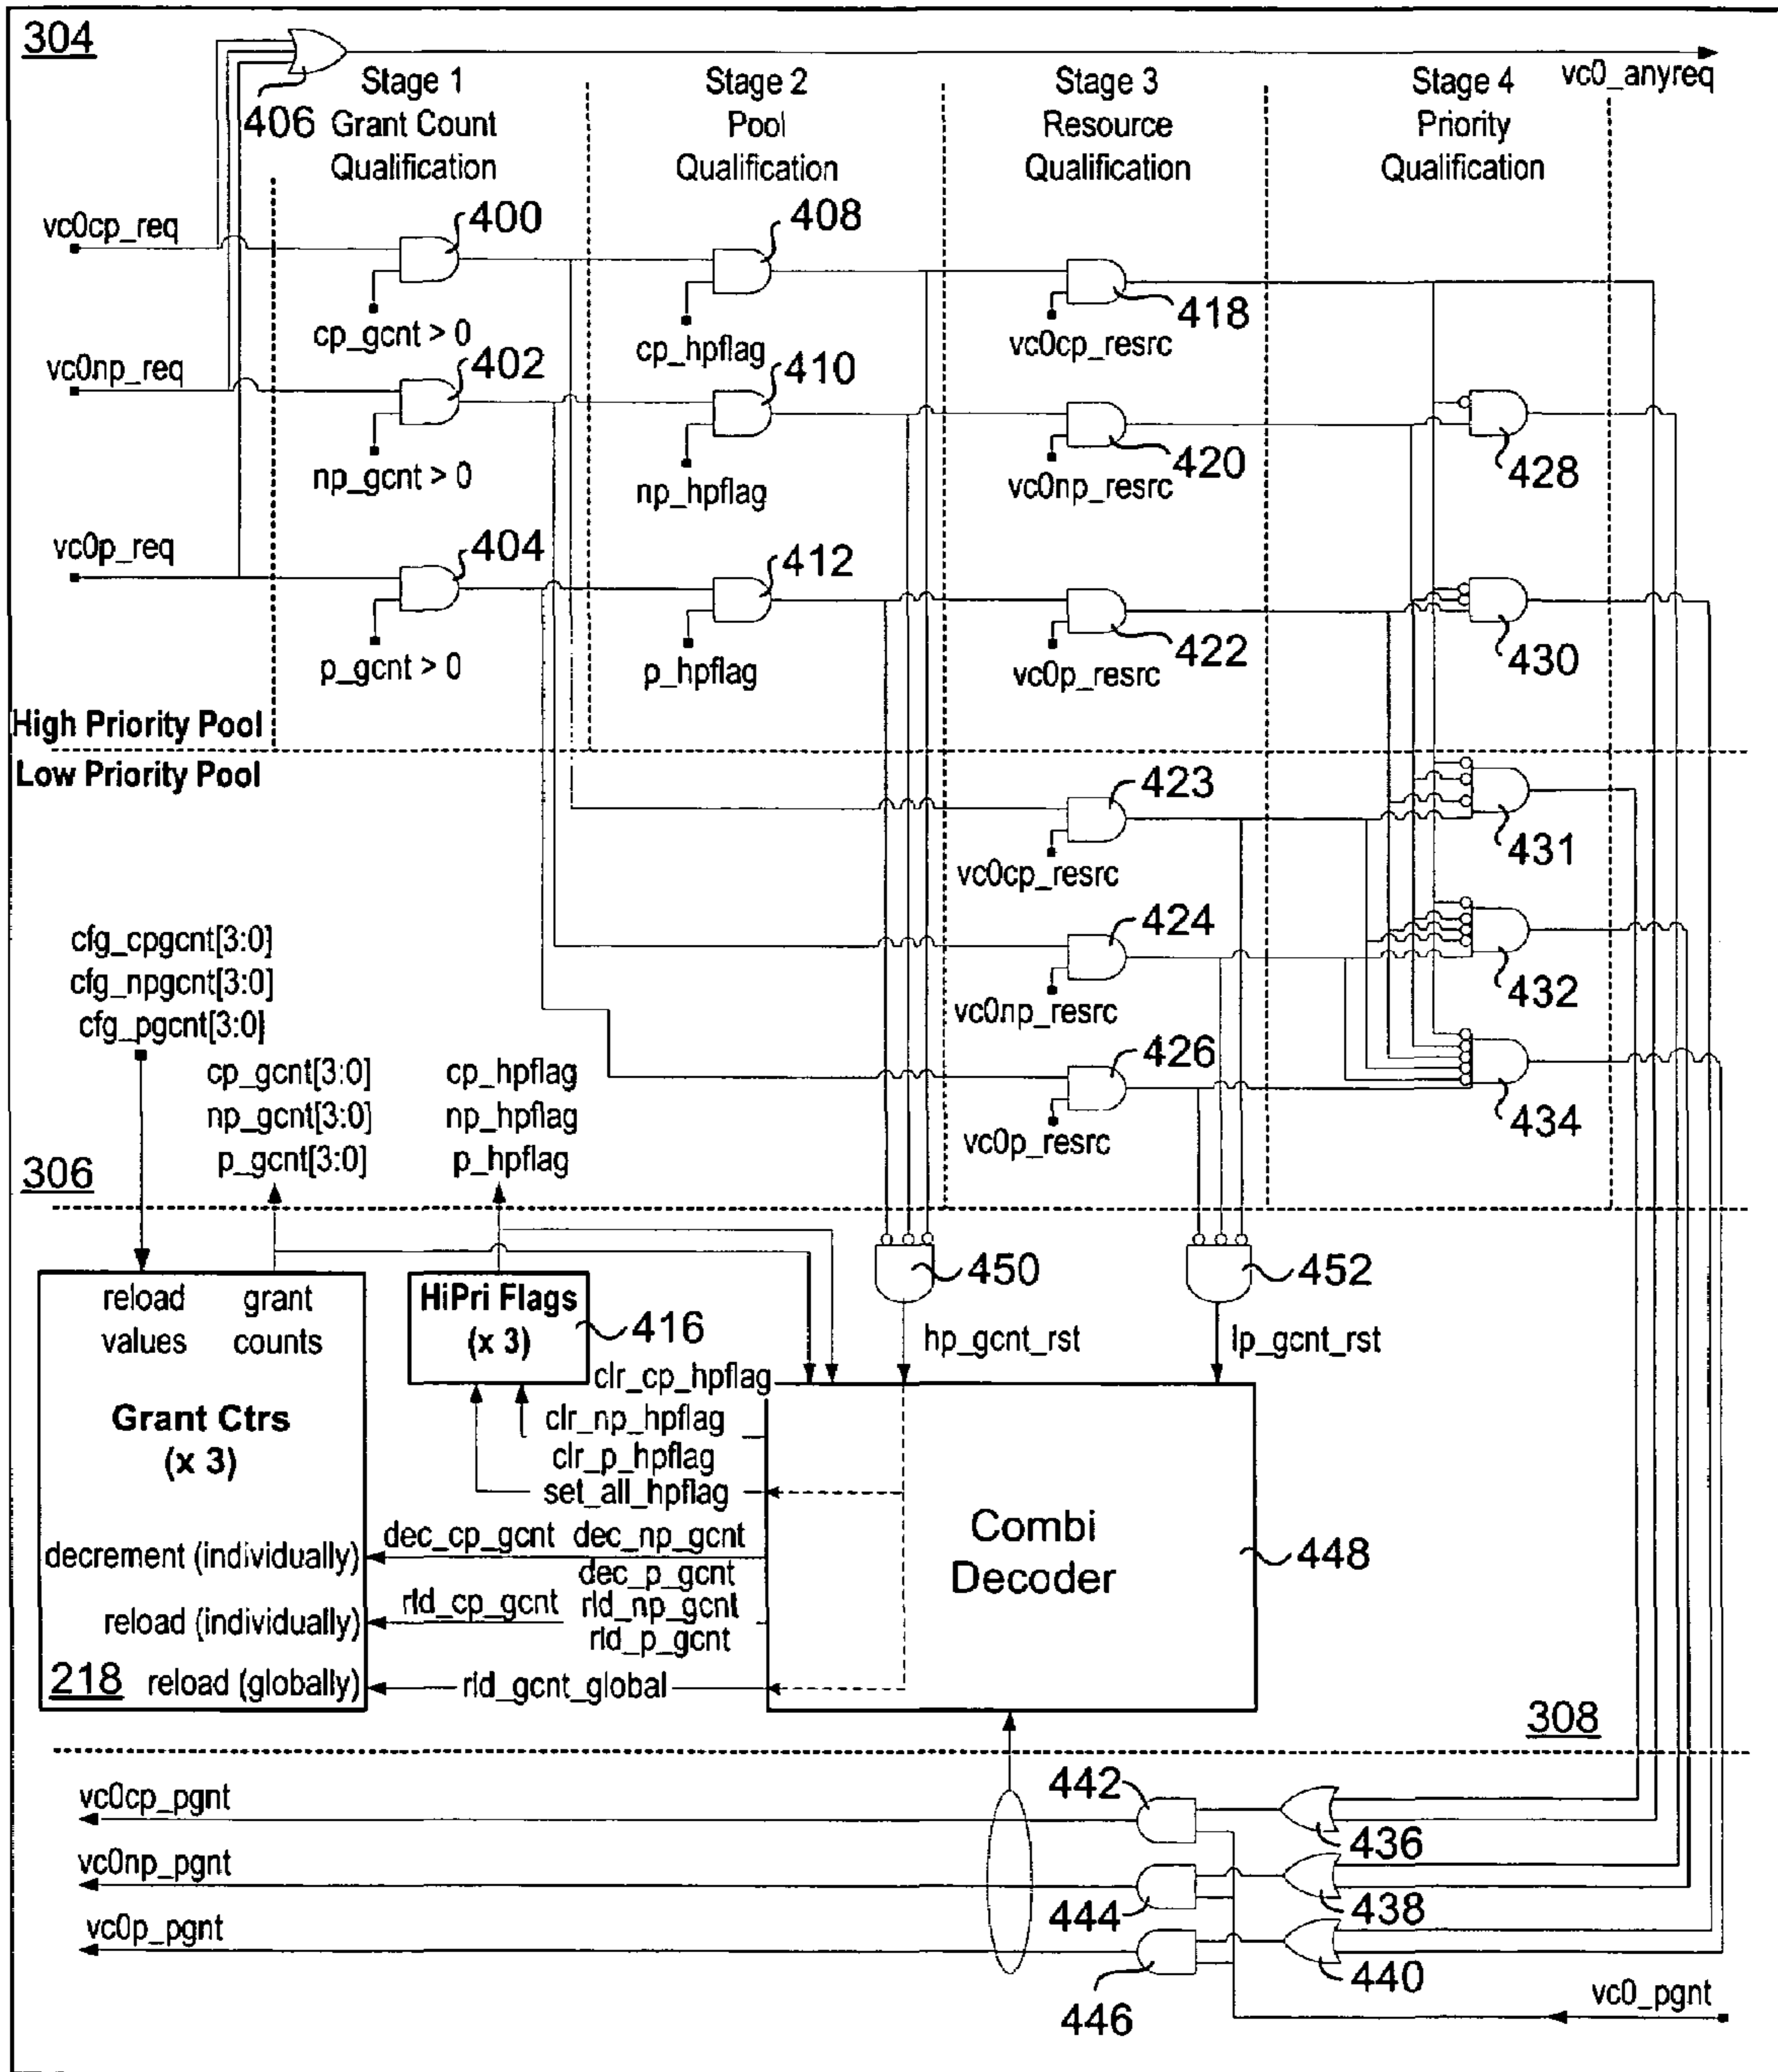 304
vc0_anyreq
406
Stage 1
Grant Count
Qualification
Stage 2
Pool
Qualification
Stage 3
Resource
Qualification
Stage 4
Priority
Qualification
vc0cp_req
400
408
cp_gcnt > 0
cp_hpflag
418
vc0cp_resrc
vc0np_req
402
410
np_gcnt > 0
np_hpflag
420
vc0np_resrc
428
vc0p_req
404
412
p_gcnt > 0
p_hpflag
422
vc0p_resrc
430
High Priority Pool
Low Priority Pool
423
vc0cp_resrc
431
424
vc0np_resrc
432
426
vc0p_resrc
434
cfg_cpgcnt[3:0]
cfg_npgcnt[3:0]
cfg_pgcnt[3:0]
cp_gcnt[3:0]
np_gcnt[3:0]
p_gcnt[3:0]
cp_hpflag
np_hpflag
p_hpflag
306
450
452
hp_gcnt_rst
lp_gcnt_rst
reload
values
grant
counts
Grant Ctrs
(x 3)
HiPri Flags
(x 3)
416
clr_cp_hpflag
clr_np_hpflag
clr_p_hpflag
set_all_hpflag
decrement (individually)
dec_cp_gcnt dec_np_gcnt
dec_p_gcnt
reload (individually)
rld_cp_gcnt rld_np_gcnt
rld_p_gcnt
218 reload (globally)
rld_gcnt_global
Combi
Decoder
448
308
vc0cp_pgnt
442
436
vc0np_pgnt
444
438
vc0p_pgnt
446
440
vc0_pgnt